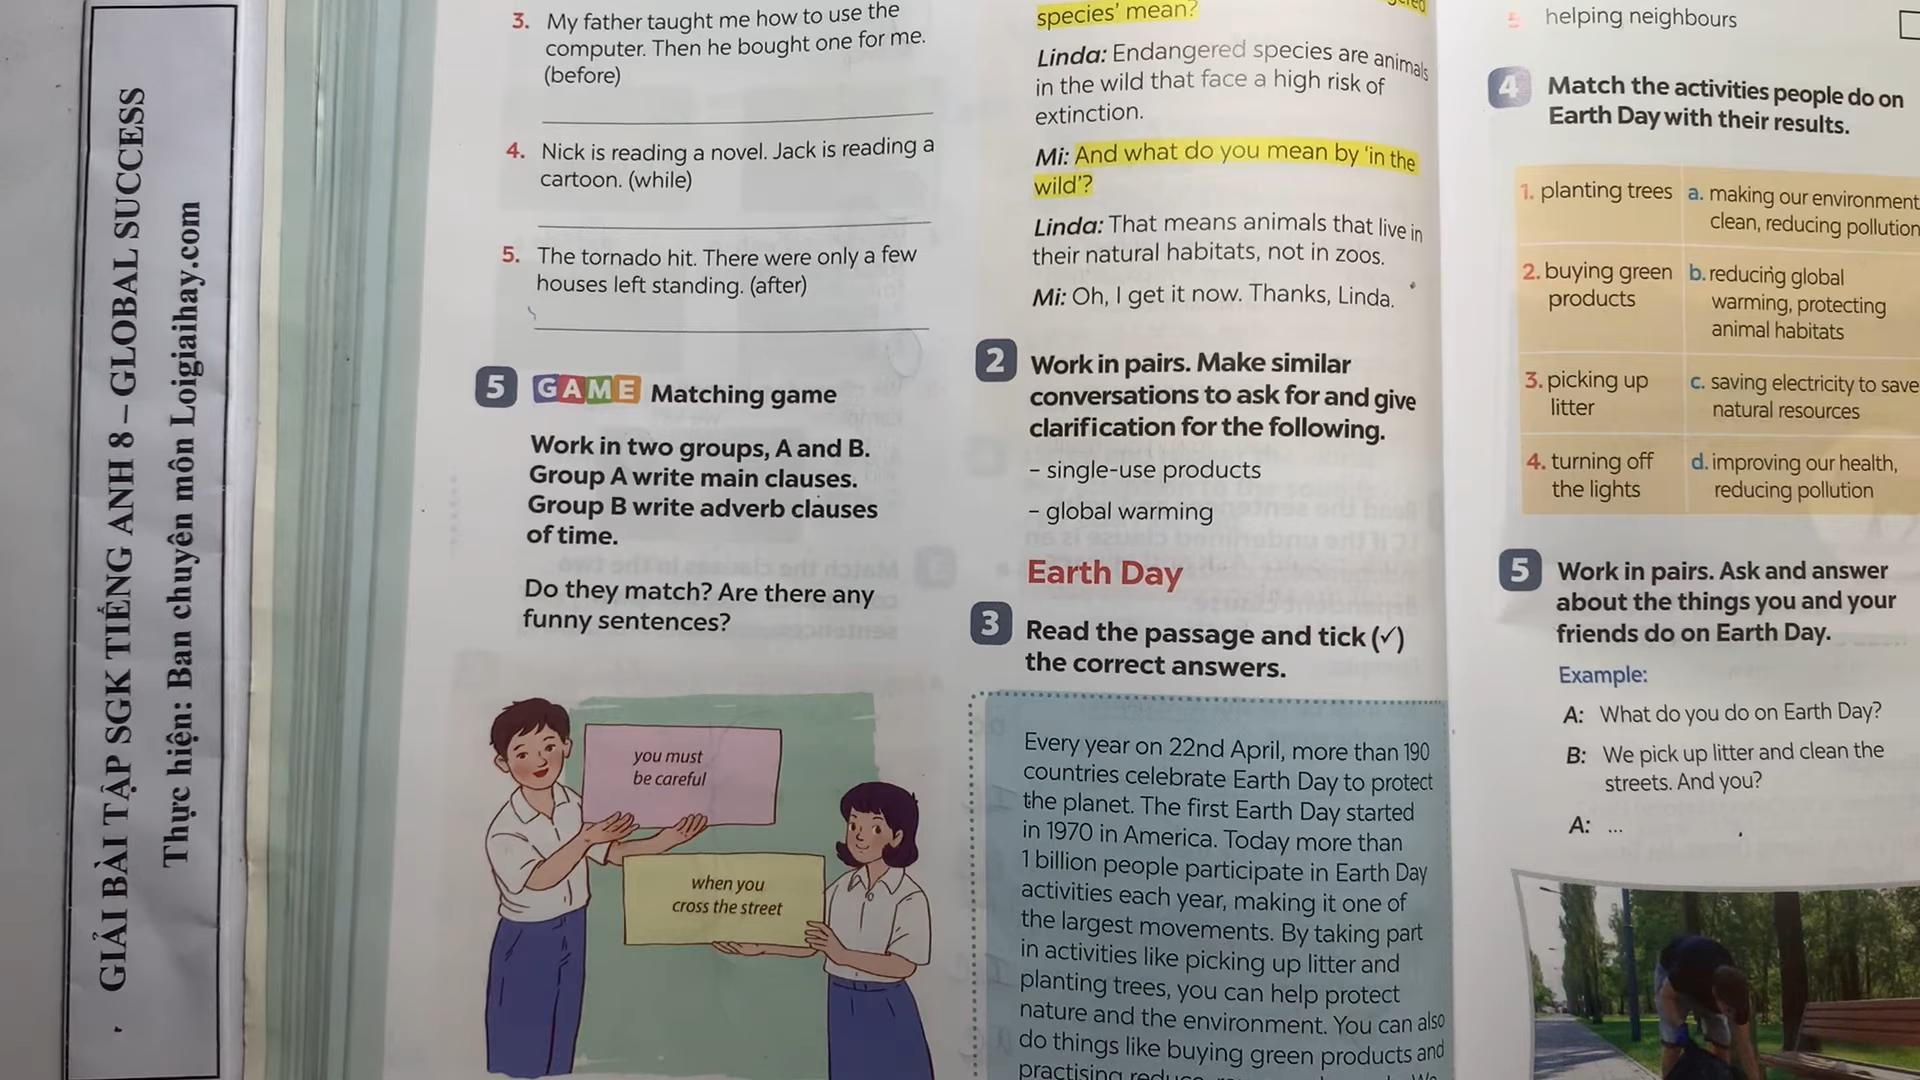 GIẢI BÀI TẬP SGK TIẾNG ANH 8 – GLOBAL SUCCESS
Thực hiện: Ban chuyên môn Loigiaihay.com
3. My father taught me how to use the
computer. Then he bought one for me.
(before)
4. Nick is reading a novel. Jack is reading a
cartoon. (while)
5. The tornado hit. There were only a few
houses left standing. (after)
5 GAME Matching game
Work in two groups, A and B.
Group A write main clauses.
Group B write adverb clauses
of time.
Do they match? Are there any
funny sentences?
you must
be careful
when you
cross the street
species' mean?
Linda: Endangered species are animals
in the wild that face a high risk of
extinction.
Mi: And what do you mean by 'in the
wild'?
Linda: That means animals that live in
their natural habitats, not in zoos.
Mi: Oh, I get it now. Thanks, Linda.
2 Work in pairs. Make similar
conversations to ask for and give
clarification for the following.
– single-use products
– global warming
Earth Day
3 Read the passage and tick (✓)
the correct answers.
Every year on 22nd April, more than 190
countries celebrate Earth Day to protect
the planet. The first Earth Day started
in 1970 in America. Today more than
1 billion people participate in Earth Day
activities each year, making it one of
the largest movements. By taking part
in activities like picking up litter and
planting trees, you can help protect
nature and the environment. You can also
do things like buying green products and
practising
5 helping neighbours
4 Match the activities people do on
Earth Day with their results.
1. planting trees
a. making our environment
clean, reducing pollution
2. buying green
products
b. reducing global
warming, protecting
animal habitats
3. picking up
litter
c. saving electricity to save
natural resources
4. turning off
the lights
d. improving our health,
reducing pollution
5 Work in pairs. Ask and answer
about the things you and your
friends do on Earth Day.
Example:
A: What do you do on Earth Day?
B: We pick up litter and clean the
streets. And you?
A: ...